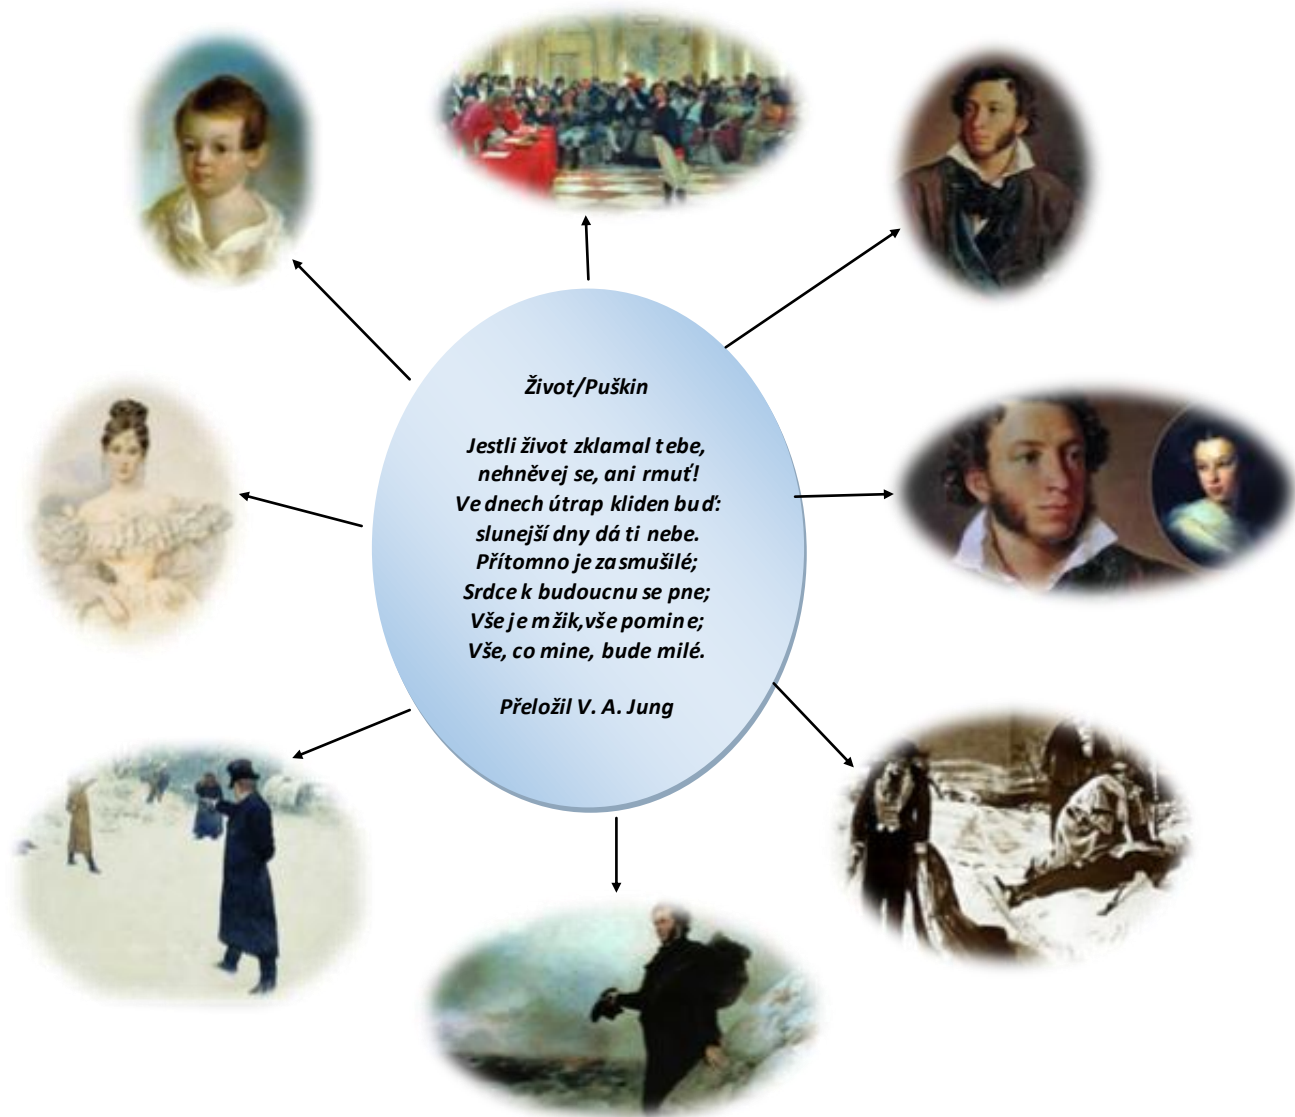 Život/Puškin
Jestli život zklamal tebe,
nehněvej se, ani rmuť!
Ve dnech útrap kliden buď:
slunejší dny dá ti nebe.
Přítomno je zasmušilé;
Srdce k budoucnu se pne;
Vše je mžik,vše pomine;
Vše, co mine, bude milé.
Přeložil V. A. Jung